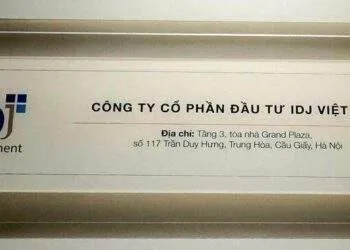 CÔNG TY CỔ PHẦN ĐẦU TƯ IDJ VIỆT
Địa chỉ: Tầng 3, tòa nhà Grand Plaza,
số 117 Trần Duy Hưng, Trung Hòa, Cầu Giấy, Hà Nội